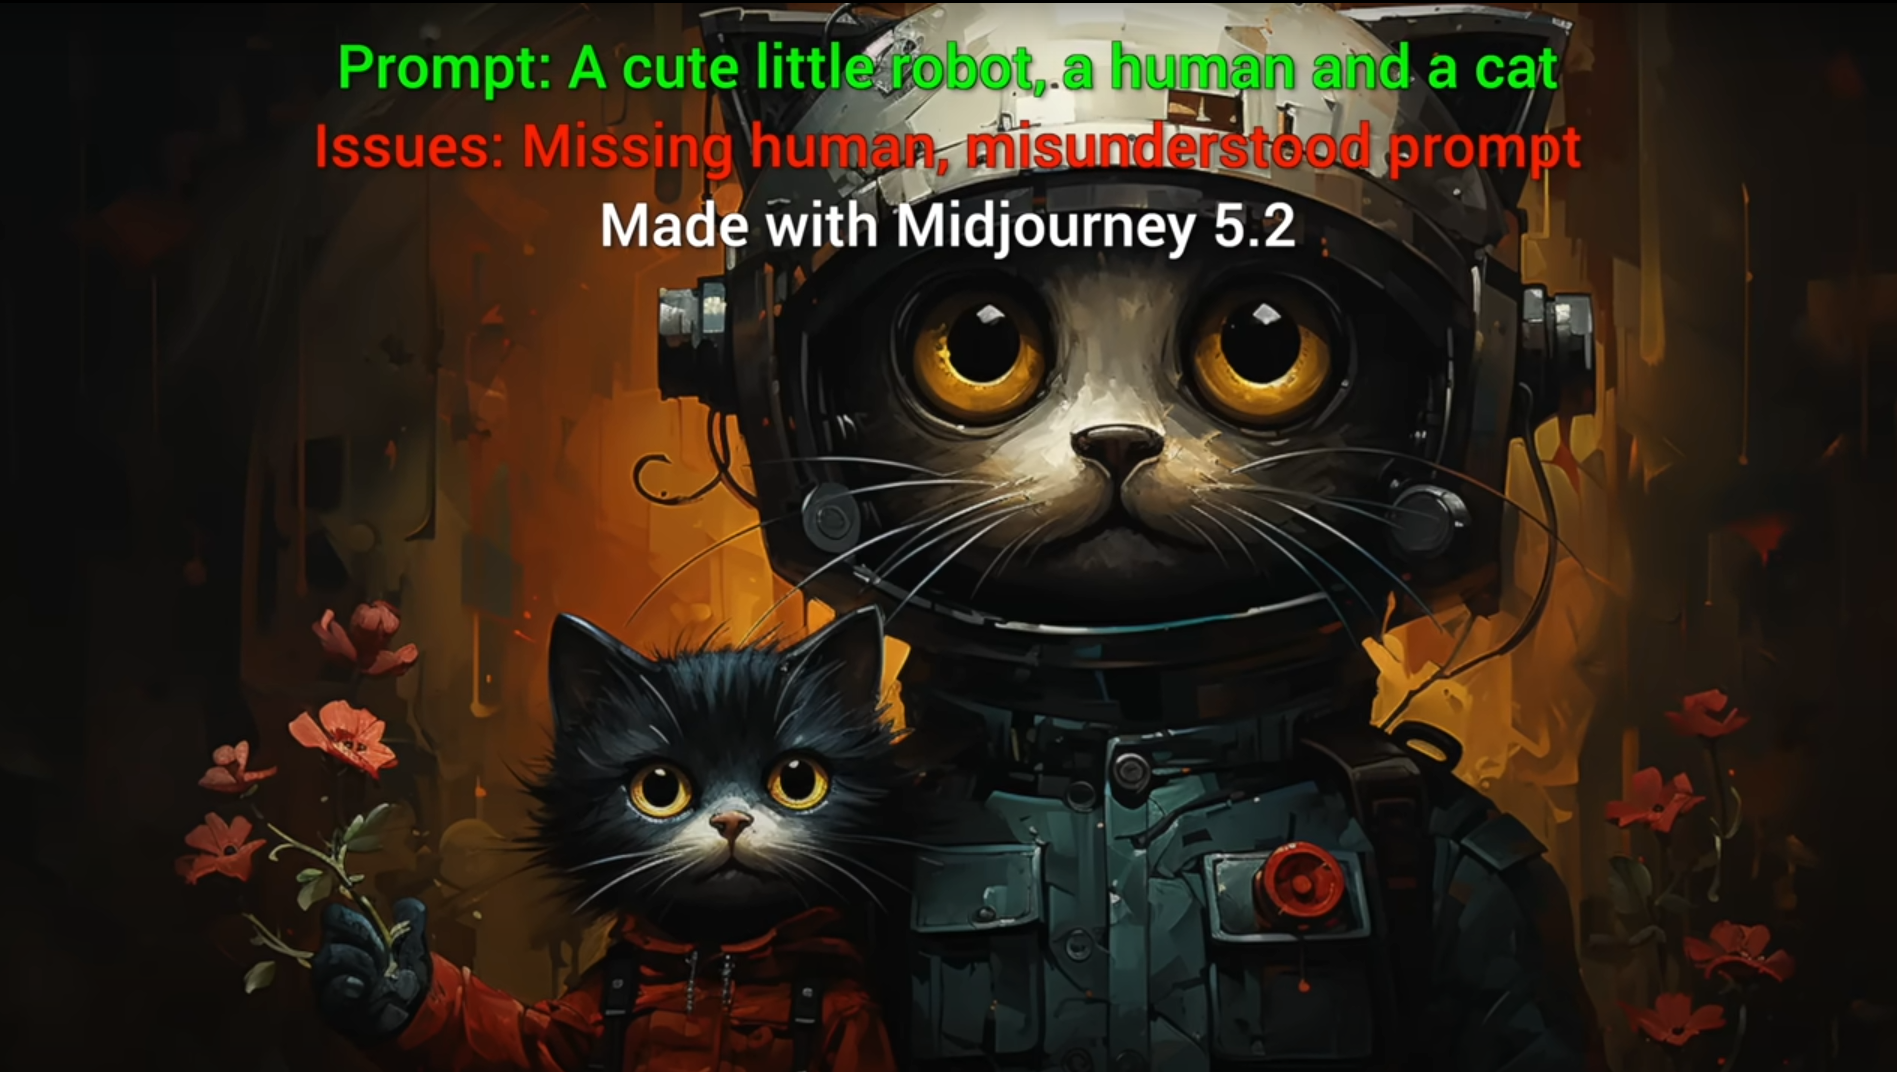 Prompt: A cute little robot, a human and a cat
Issues: Missing human, misunderstood prompt
Made with Midjourney 5.2